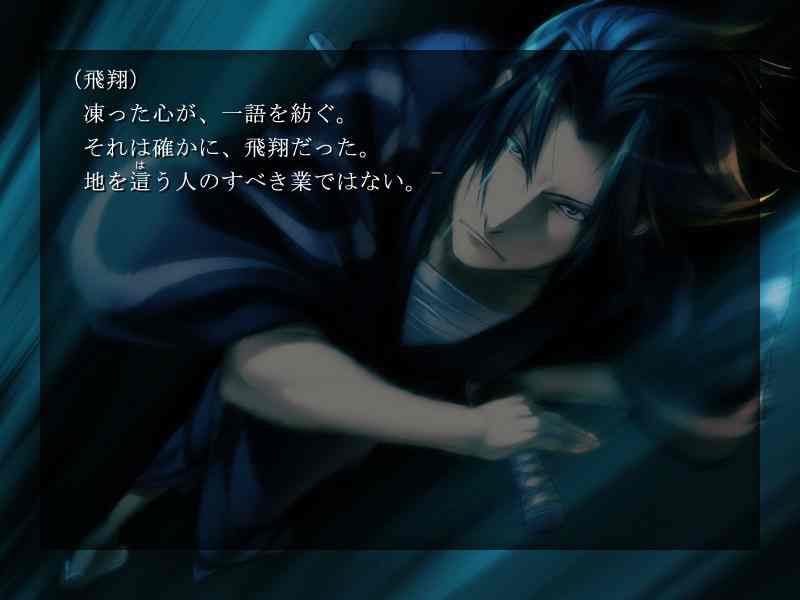 （飛翔）
凍った心が、一語を紡ぐ。
それは確かに、飛翔だった。
は
地を這う人のすべき業ではない。